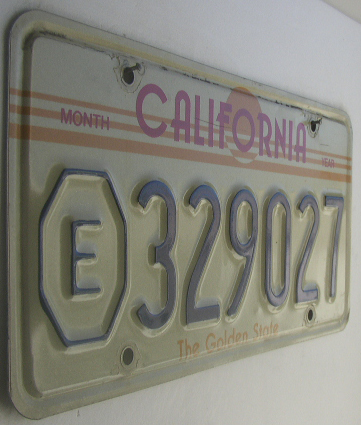 CALIFORNIA
MONTH YEAR
E 329027
The Golden State